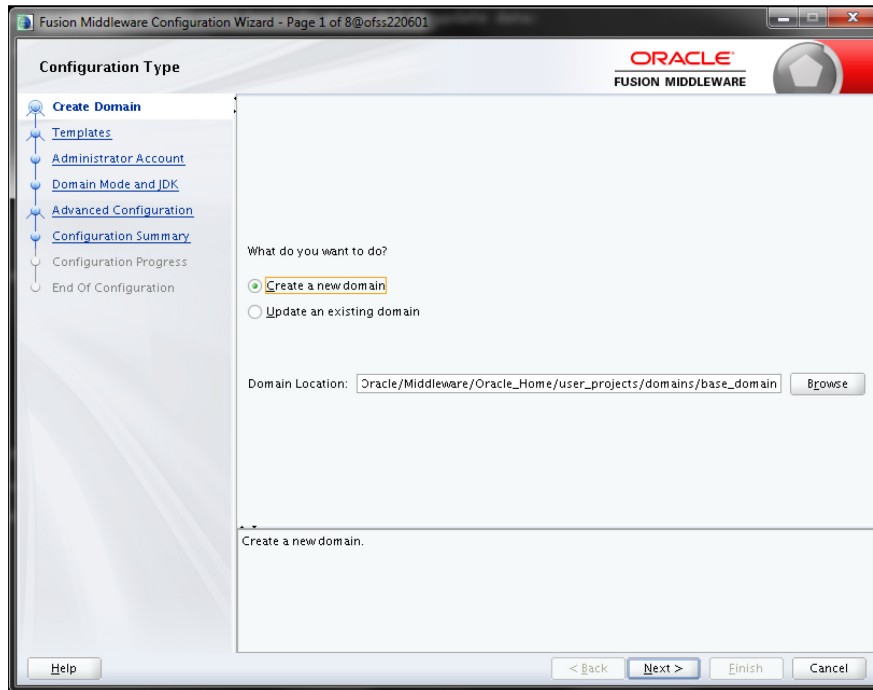 Fusion Middleware Configuration Wizard - Page 1 of 8@ofss220601
Configuration Type
ORACLE
FUSION MIDDLEWARE
Create Domain
Templates
Administrator Account
Domain Mode and JDK
Advanced Configuration
Configuration Summary
Configuration Progress
End Of Configuration
What do you want to do?
Create a new domain
Update an existing domain
Domain Location: Oracle/Middleware/Oracle_Home/user_projects/domains/base_domain Browse
Create a new domain.
Help < Back Next > Finish Cancel